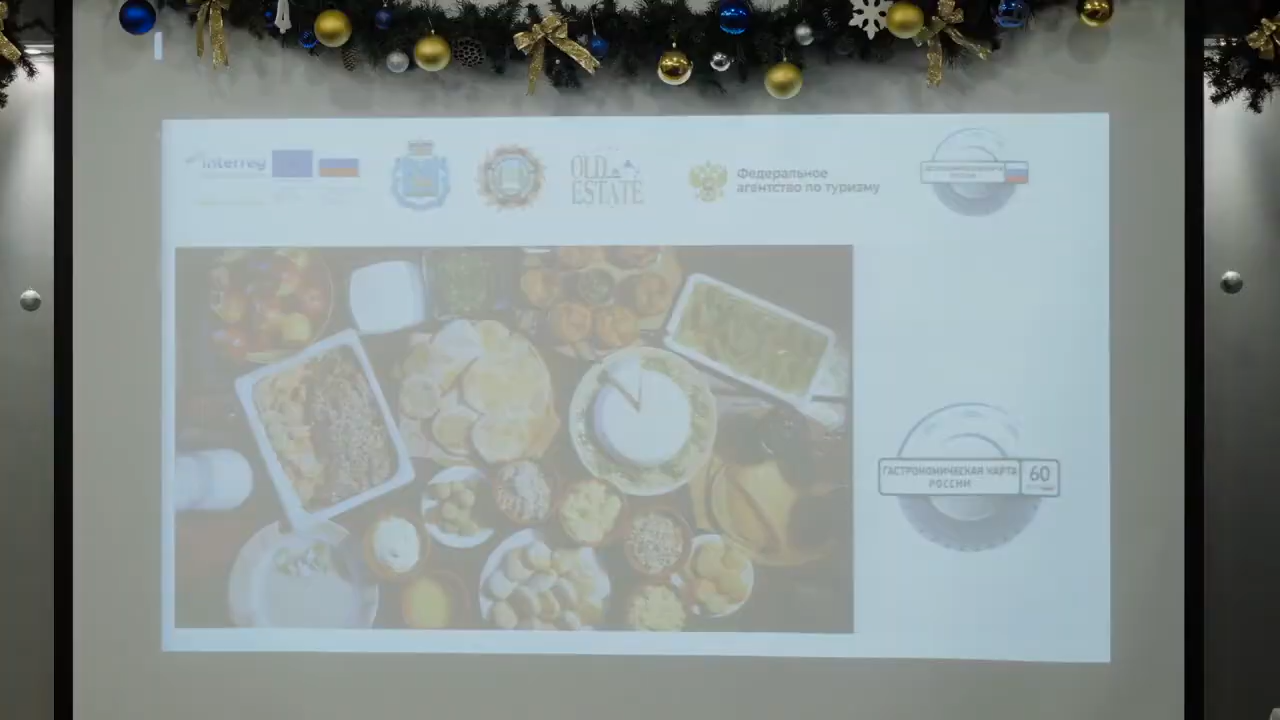 Interreg
OLD
ESTATE
Федеральное
агентство по туризму
ГАСТРОНОМИЧЕСКАЯ КАРТА
РОССИИ
60